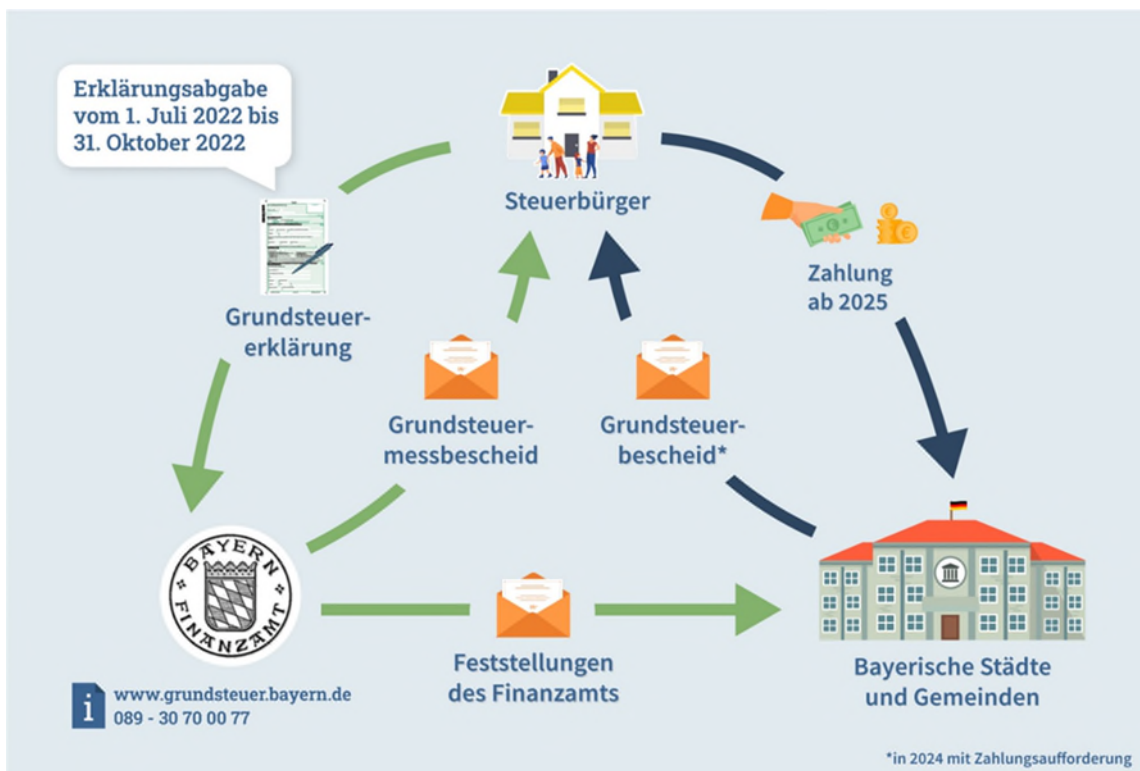 Erklärungsabgabe
vom 1. Juli 2022 bis
31. Oktober 2022
Steuerbürger
Grundsteuer-
erklärung
Zahlung
ab 2025
Grundsteuer-
messbescheid
Grundsteuer-
bescheid*
BAYERN
FINANZAMT
Feststellungen
des Finanzamts
Bayerische Städte
und Gemeinden
i
www.grundsteuer.bayern.de
089 - 30 70 00 77
*in 2024 mit Zahlungsaufforderung